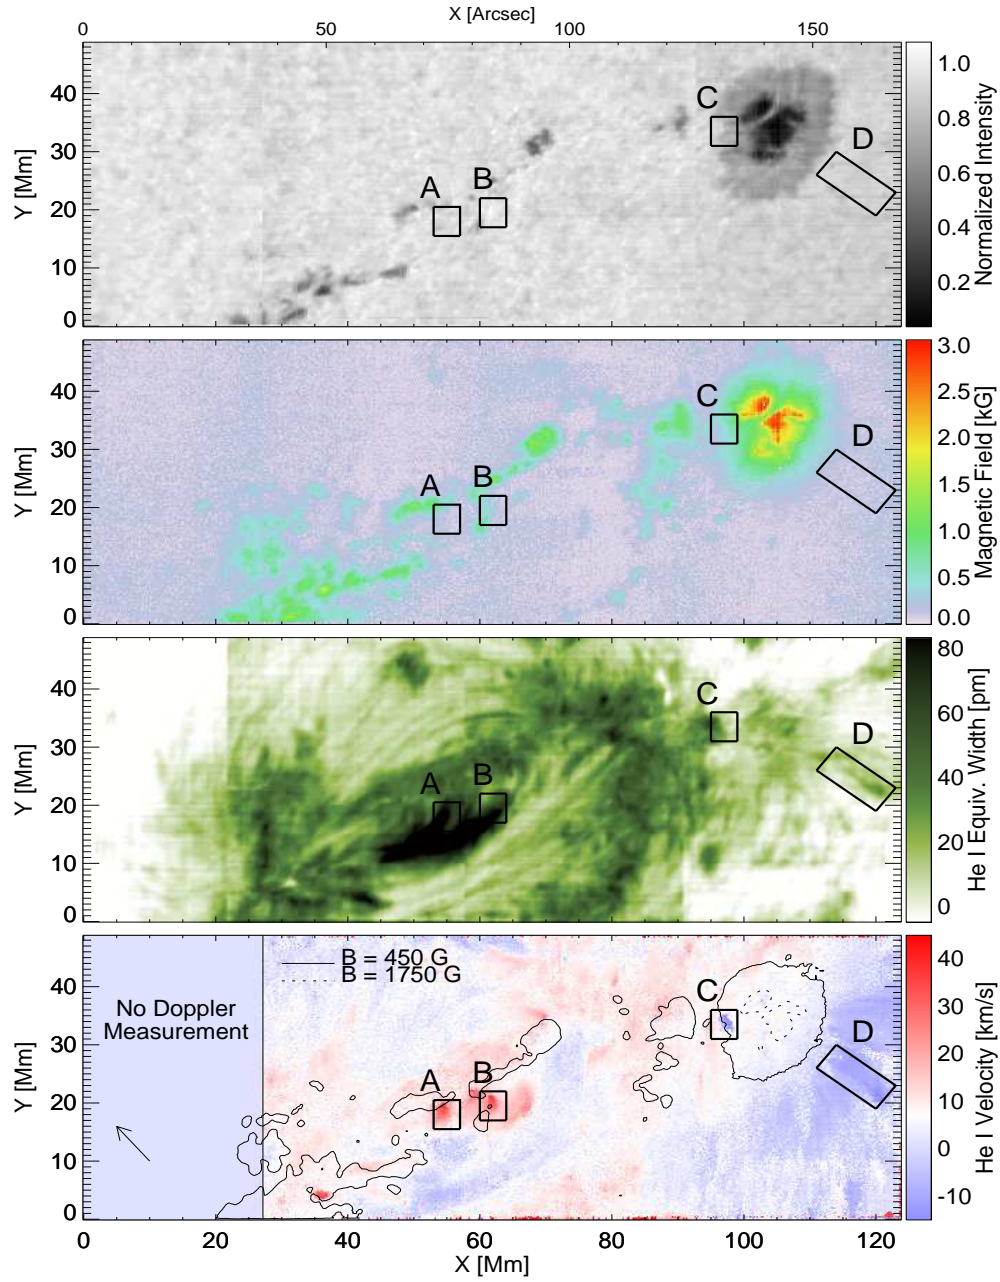 X [Arcsec]
0 50 100 150
Y [Mm]
40
30
20
10
0
A
B
C
D
Normalized Intensity
1.0
0.8
0.6
0.4
0.2
Y [Mm]
40
30
20
10
0
A
B
C
D
Magnetic Field [kG]
3.0
2.5
2.0
1.5
1.0
0.5
0.0
Y [Mm]
40
30
20
10
0
A
B
C
D
He I Equiv. Width [pm]
80
60
40
20
0
Y [Mm]
40
30
20
10
0
No Doppler
Measurement
B = 450 G
B = 1750 G
A
B
C
D
He I Velocity [km/s]
40
30
20
10
0
-10
0 20 40 60 80 100 120
X [Mm]